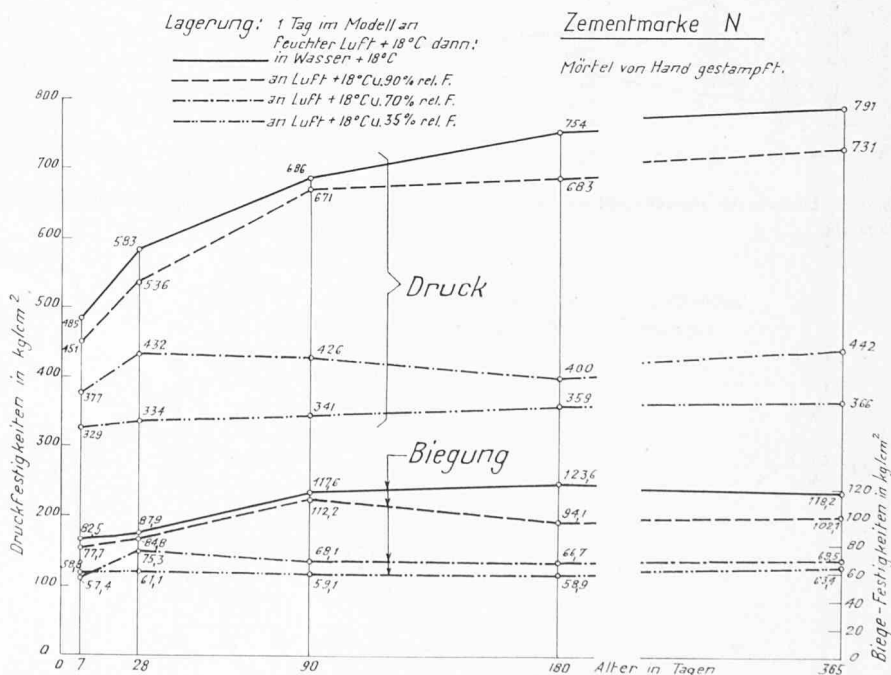 Lagerung: 1 Tag im Modell an
Feuchter Luft + 18°C dann:
in Wasser + 18°C
an Luft + 18°C u. 90% rel. F.
an Luft + 18°C u. 70% rel. F.
an Luft + 18°C u. 35% rel. F.
Zementmarke N
Mörtel von Hand gestampft.
Druckfestigkeiten in kg/cm²
800
700
600
500
400
300
200
100
0
485 583 686 754 791
451 536 671 683 731
377 432 426 400 442
329 334 341 359 366
Druck
Biegung
82,5 87,9 117,6 123,6 118,2
77,7 84,8 112,2 94,1 102,1
57,4 75,3 68,1 66,7 69,5
58,8 61,1 59,1 58,9 63,4
120
100
80
60
40
20
0
Biege-Festigkeiten in kg/cm²
0 7 28 90 180 Alter in Tagen 365